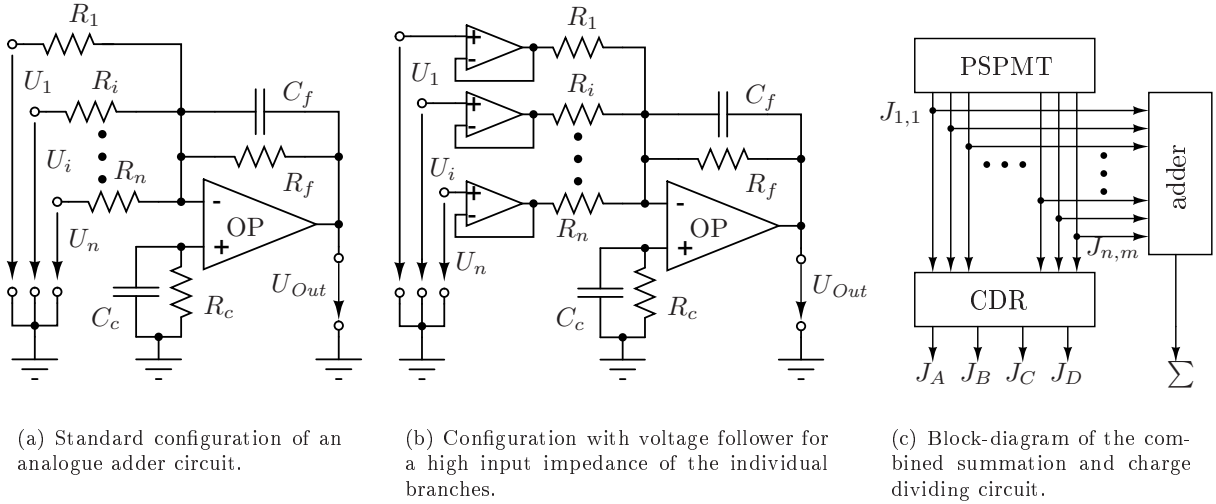 R1
U1
Ri
Ui
Rn
Un
Cf
Rf
-
OP
+
Cc
Rc
UOut
+
-
R1
U1
+
-
Ri
Ui
+
-
Rn
Un
Cf
Rf
-
OP
+
Cc
Rc
UOut
PSPMT
J1,1
adder
Jn,m
CDR
JA JB JC JD
∑
(a) Standard configuration of an
analogue adder circuit.
(b) Configuration with voltage follower for
a high input impedance of the individual
branches.
(c) Block-diagram of the com-
bined summation and charge
dividing circuit.